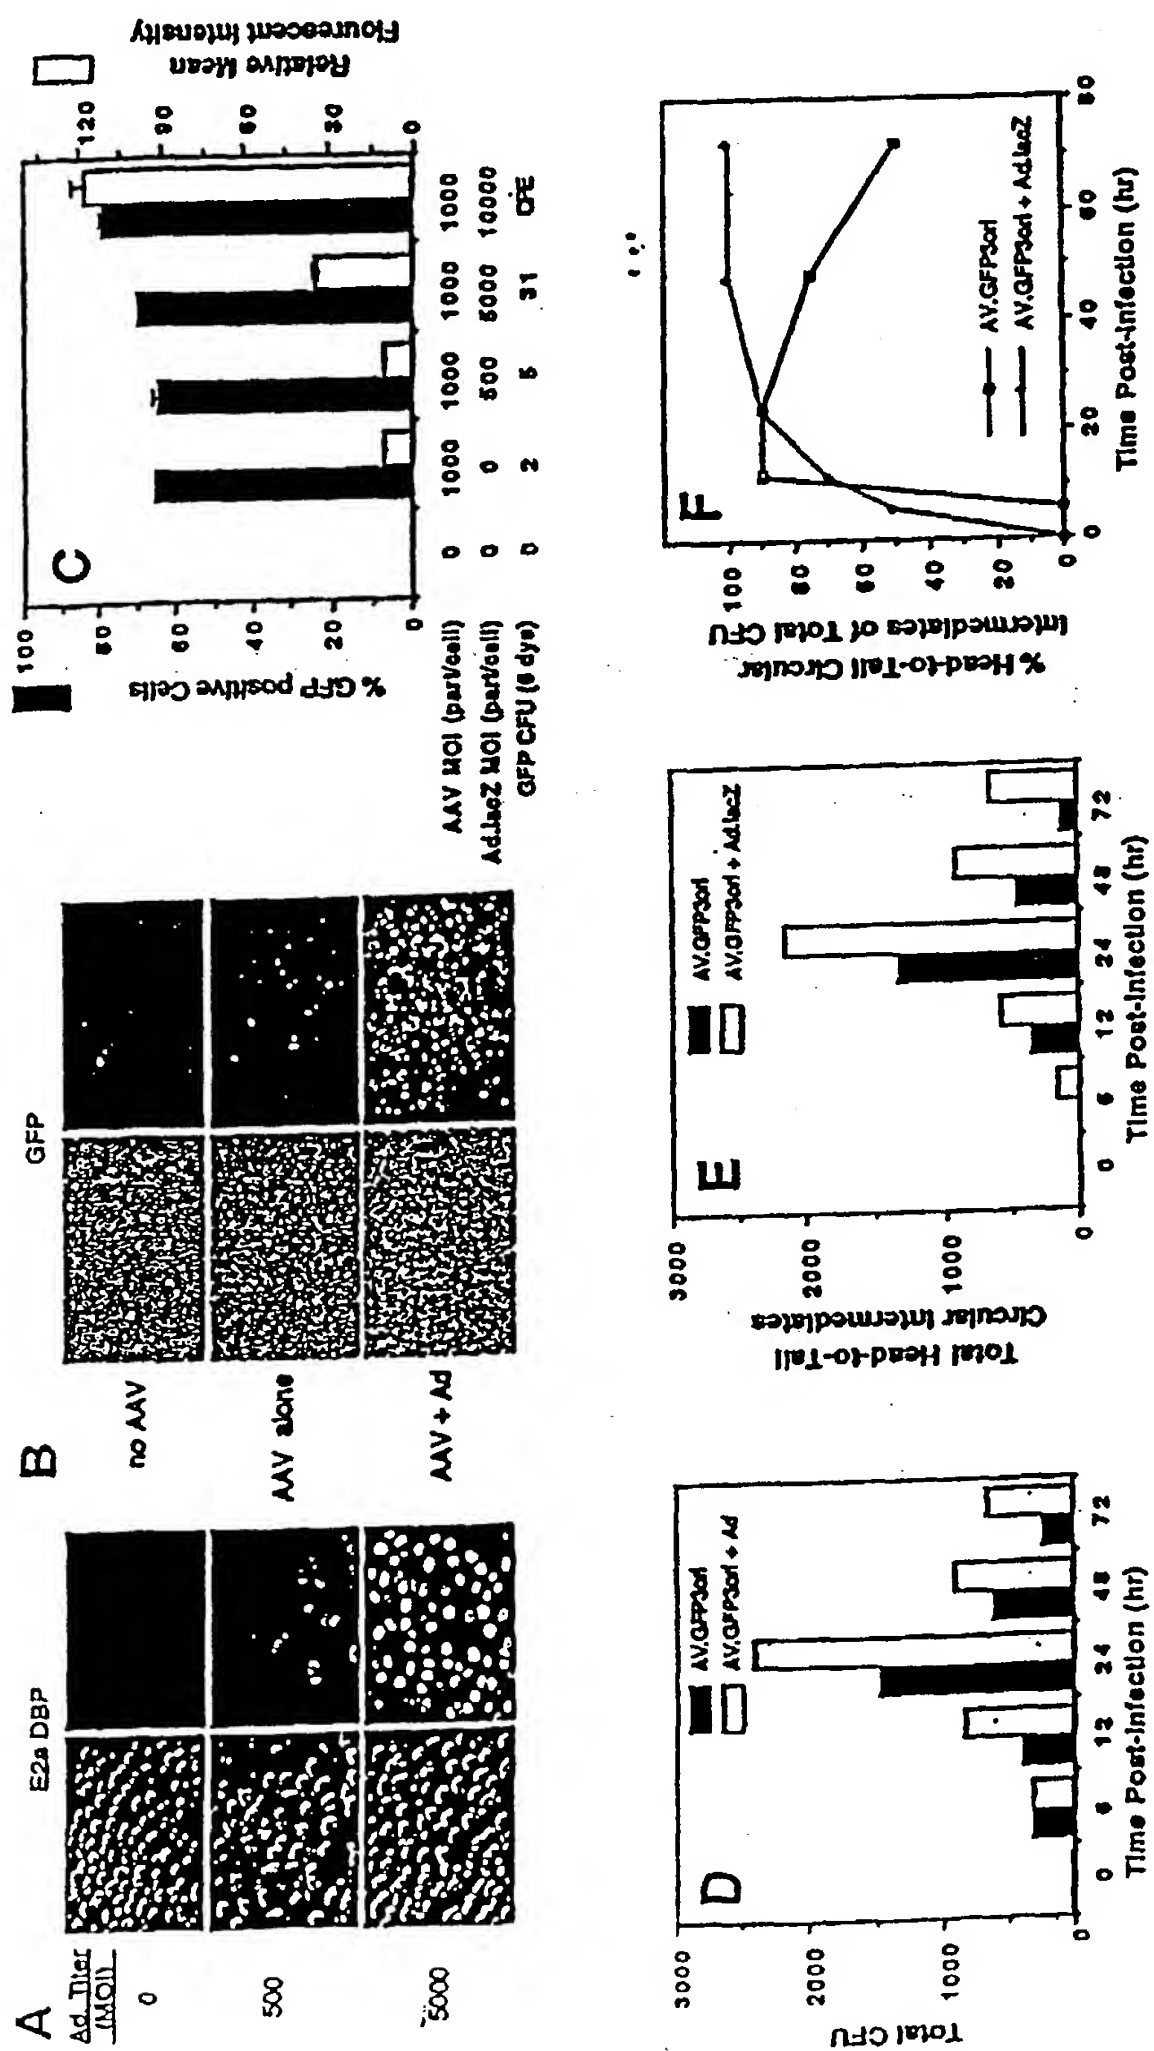 A
Ad. Titer
(MOI)
0
500
5000
E2a DBP
B
GFP
no AAV
AAV alone
AAV + Ad
C
% GFP positive Cells
100
80
60
40
20
0
Relative Mean
Flourescent Intensity
120
90
60
30
0
AAV MOI (part/cell) 0 1000 1000 1000 1000
Ad.lacZ MOI (part/cell) 0 0 500 5000 10000
GFP CFU (6 dys) 0 2 5 31 CPE
D
Total CFU
3000
2000
1000
0
AV.GFP3ori
AV.GFP3ori + Ad
0 6 12 24 48 72
Time Post-Infection (hr)
E
Total Head-to-Tail
Circular Intermediates
3000
2000
1000
0
AV.GFP3ori
AV.GFP3ori + Ad.lacZ
0 6 12 24 48 72
Time Post-Infection (hr)
F
% Head-to-Tail Circular
Intermediates of Total CFU
100
80
60
40
20
0
AV.GFP3ori
AV.GFP3ori + Ad.lacZ
0 20 40 60 80
Time Post-Infection (hr)